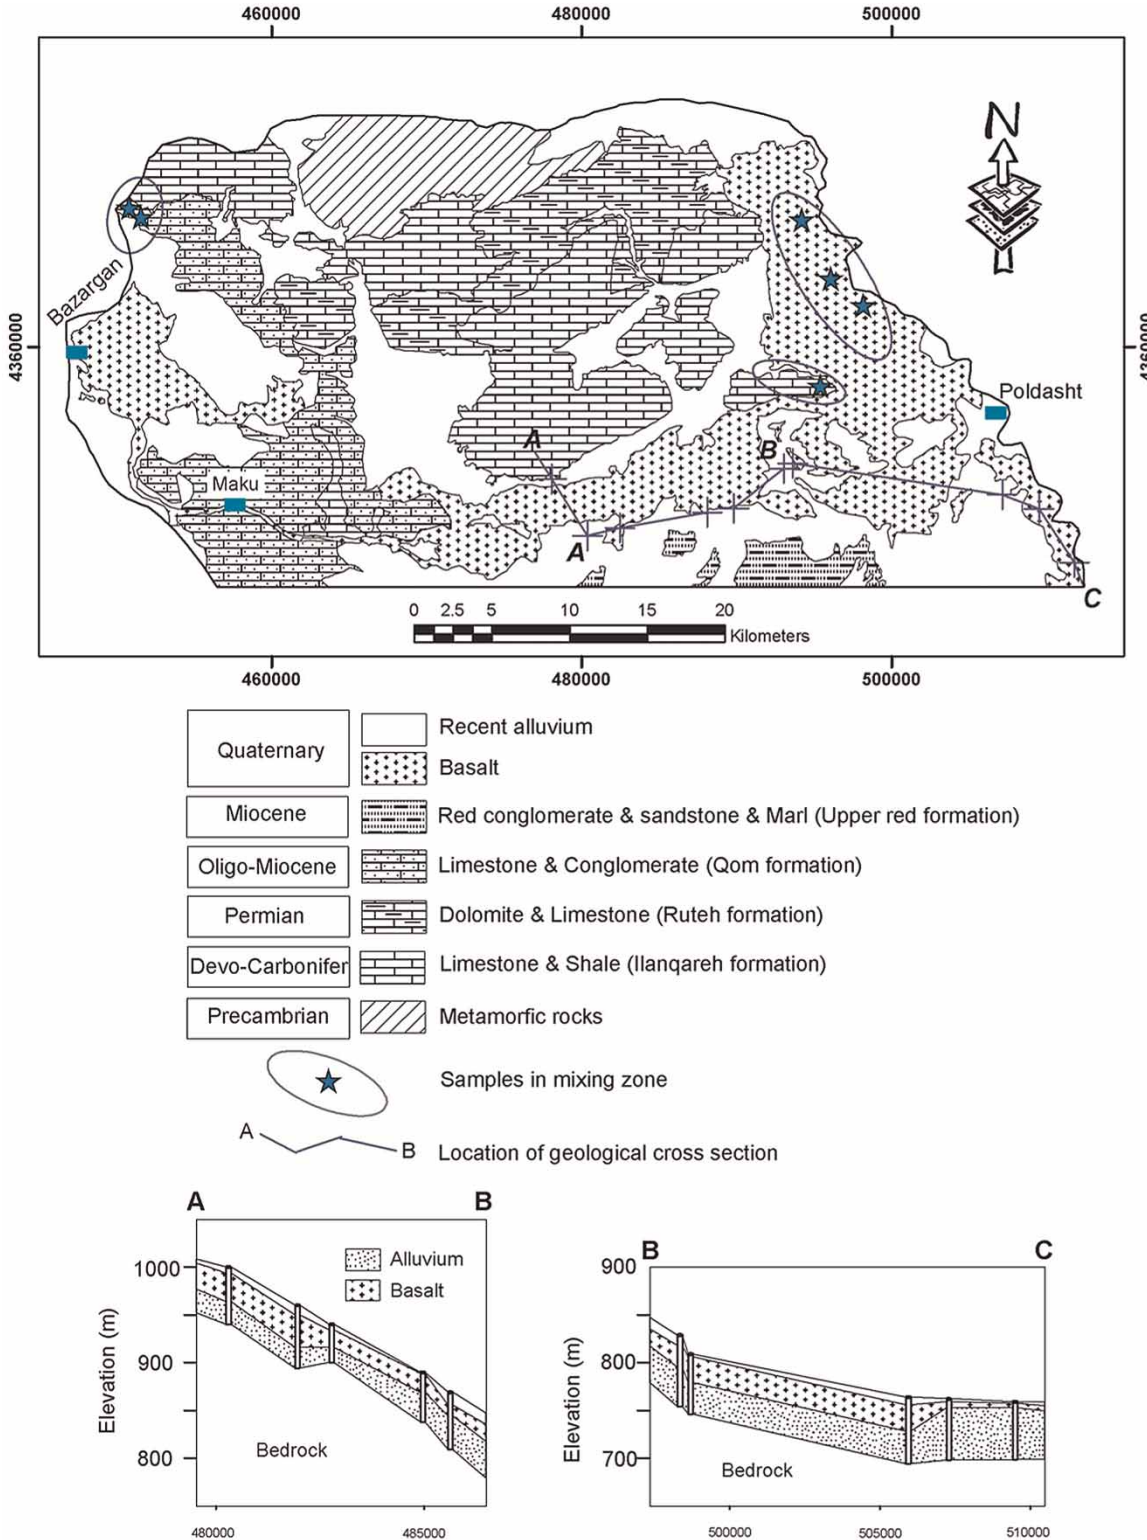 460000 480000 500000
N
Bazargan
4360000
4360000
Poldasht
A
B
Maku
A
C
0 2.5 5 10 15 20
Kilometers
460000 480000 500000
Quaternary
Recent alluvium
Basalt
Miocene
Red conglomerate & sandstone & Marl (Upper red formation)
Oligo-Miocene
Limestone & Conglomerate (Qom formation)
Permian
Dolomite & Limestone (Ruteh formation)
Devo-Carbonifer
Limestone & Shale (Ilanqareh formation)
Precambrian
Metamorfic rocks
Samples in mixing zone
A B
Location of geological cross section
A B
Alluvium
Basalt
1000
900
800
Elevation (m)
Bedrock
480000 485000
B C
900
800
700
Elevation (m)
Bedrock
500000 505000 510000